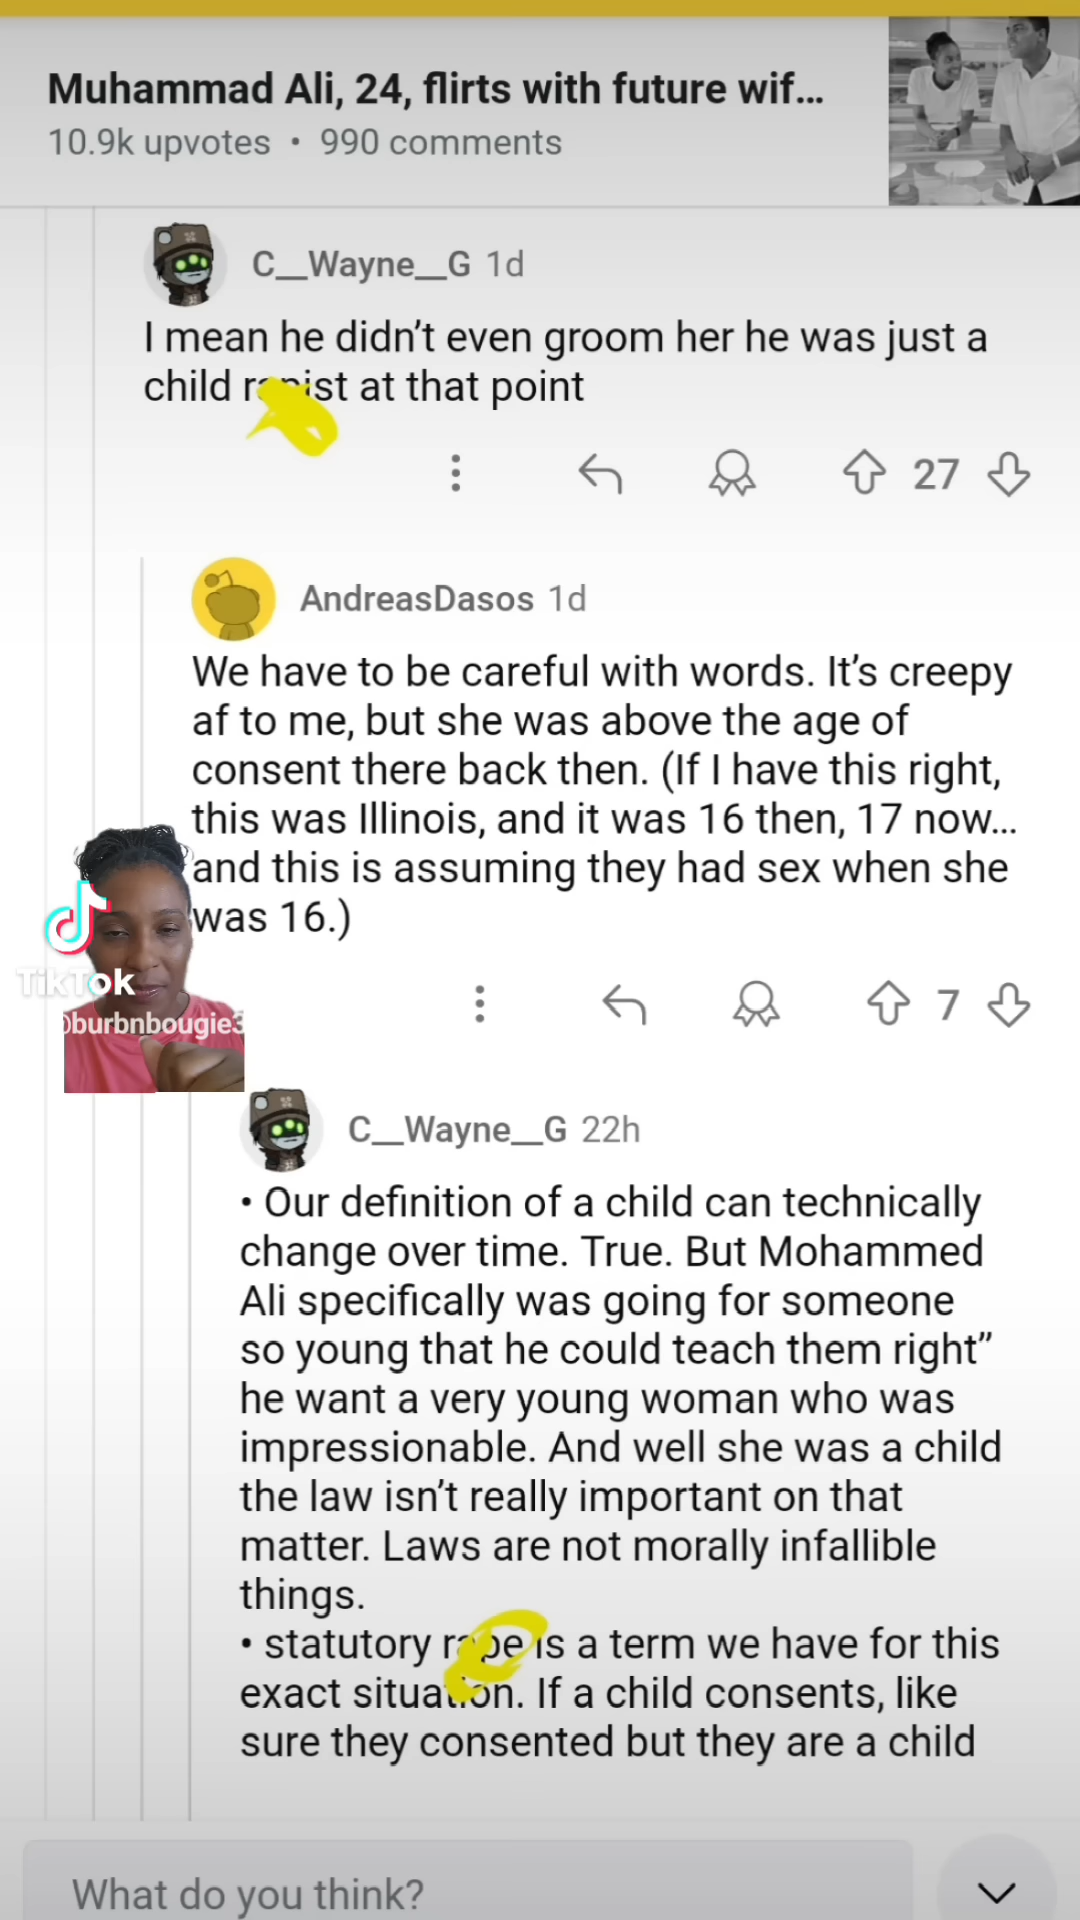 Muhammad Ali, 24, flirts with future wif...
10.9k upvotes • 990 comments
C__Wayne__G 1d
I mean he didn't even groom her he was just a
child rapist at that point
27
AndreasDasos 1d
We have to be careful with words. It's creepy
af to me, but she was above the age of
consent there back then. (If I have this right,
this was Illinois, and it was 16 then, 17 now...
and this is assuming they had sex when she
was 16.)
TikTok
@burbnbougie3
7
C__Wayne__G 22h
• Our definition of a child can technically
change over time. True. But Mohammed
Ali specifically was going for someone
so young that he could teach them right”
he want a very young woman who was
impressionable. And well she was a child
the law isn't really important on that
matter. Laws are not morally infallible
things.
• statutory rape is a term we have for this
exact situation. If a child consents, like
sure they consented but they are a child
What do you think?